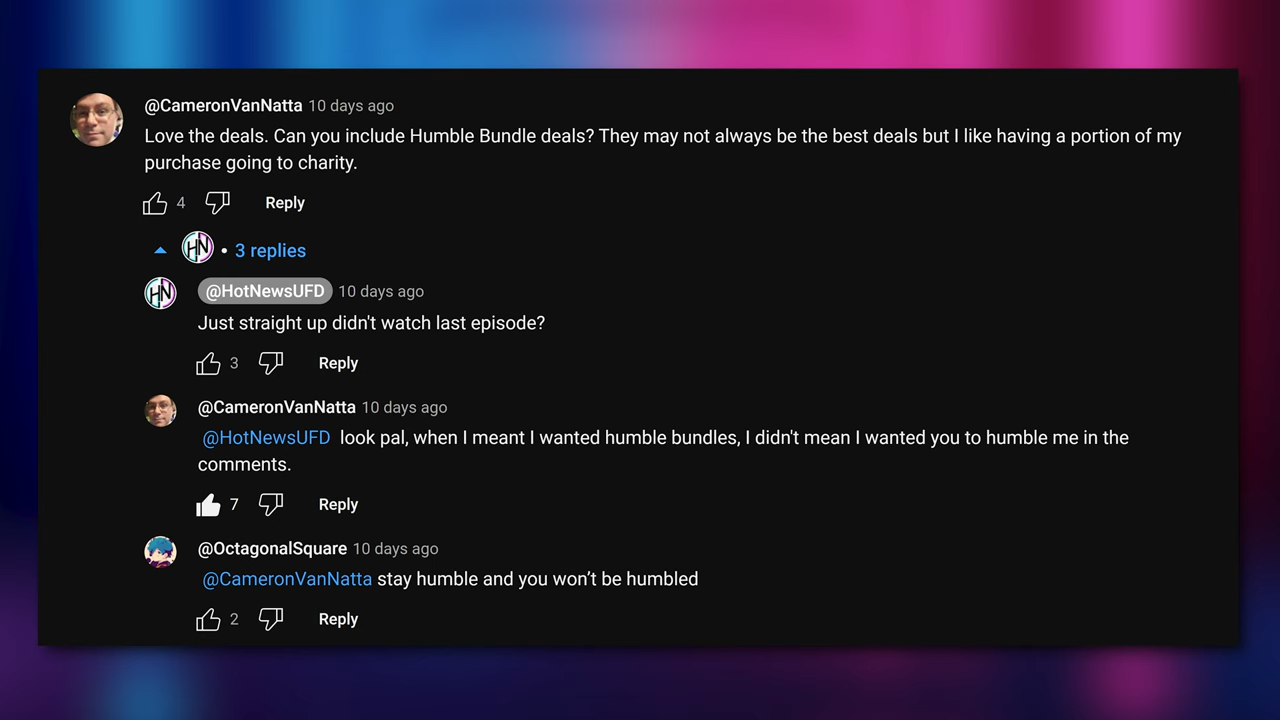 @CameronVanNatta 10 days ago
Love the deals. Can you include Humble Bundle deals? They may not always be the best deals but I like having a portion of my
purchase going to charity.
4 Reply
HN • 3 replies
HN @HotNewsUFD 10 days ago
Just straight up didn't watch last episode?
3 Reply
@CameronVanNatta 10 days ago
@HotNewsUFD look pal, when I meant I wanted humble bundles, I didn't mean I wanted you to humble me in the
comments.
7 Reply
@OctagonalSquare 10 days ago
@CameronVanNatta stay humble and you won’t be humbled
2 Reply